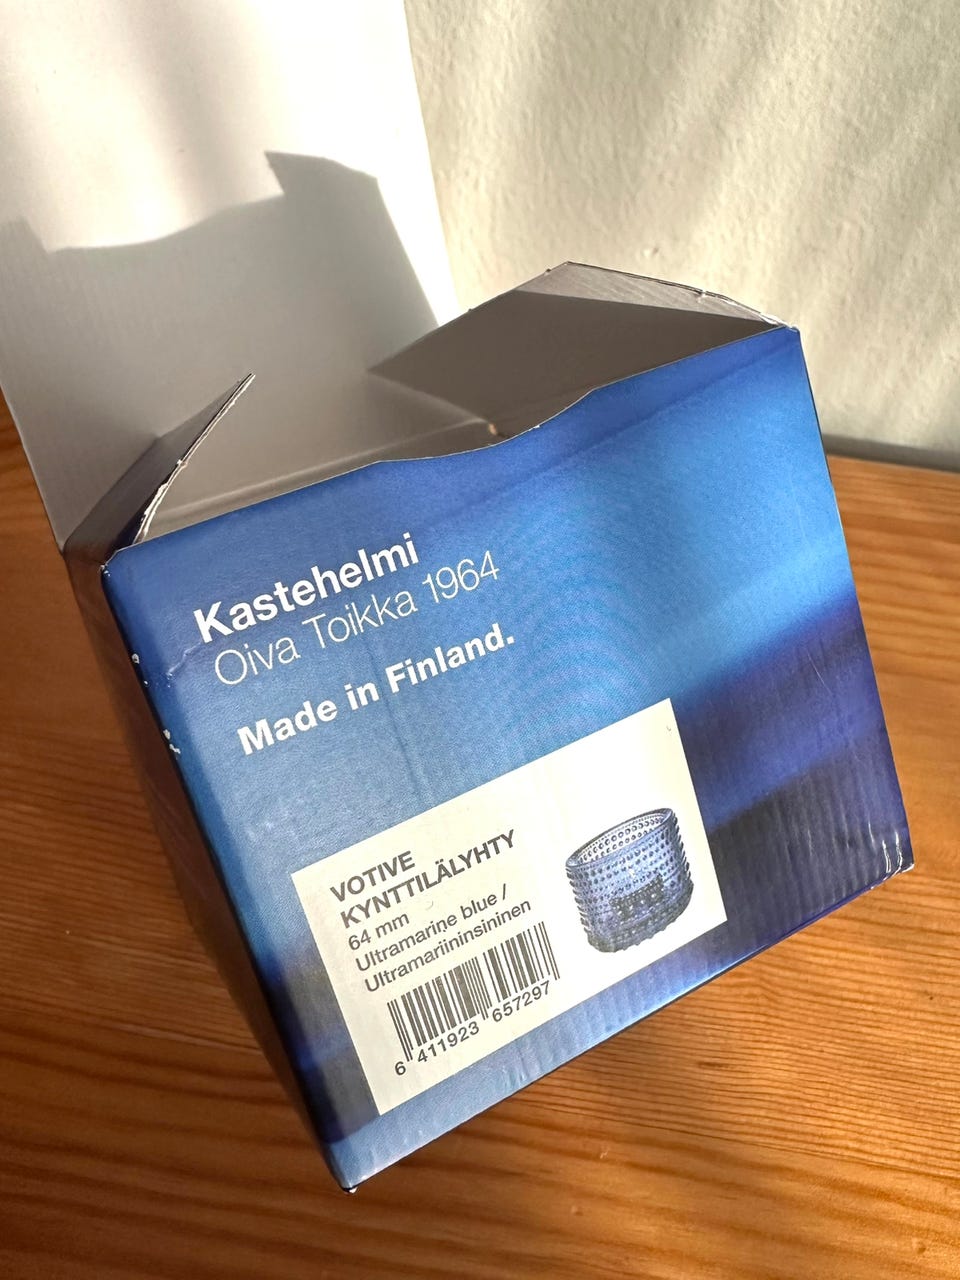 Kastehelmi
Oiva Toikka 1964
Made in Finland.
VOTIVE
KYNTTILÄLYHTY
64 mm
Ultramarine blue /
Ultramariininsininen
6 411923 657297